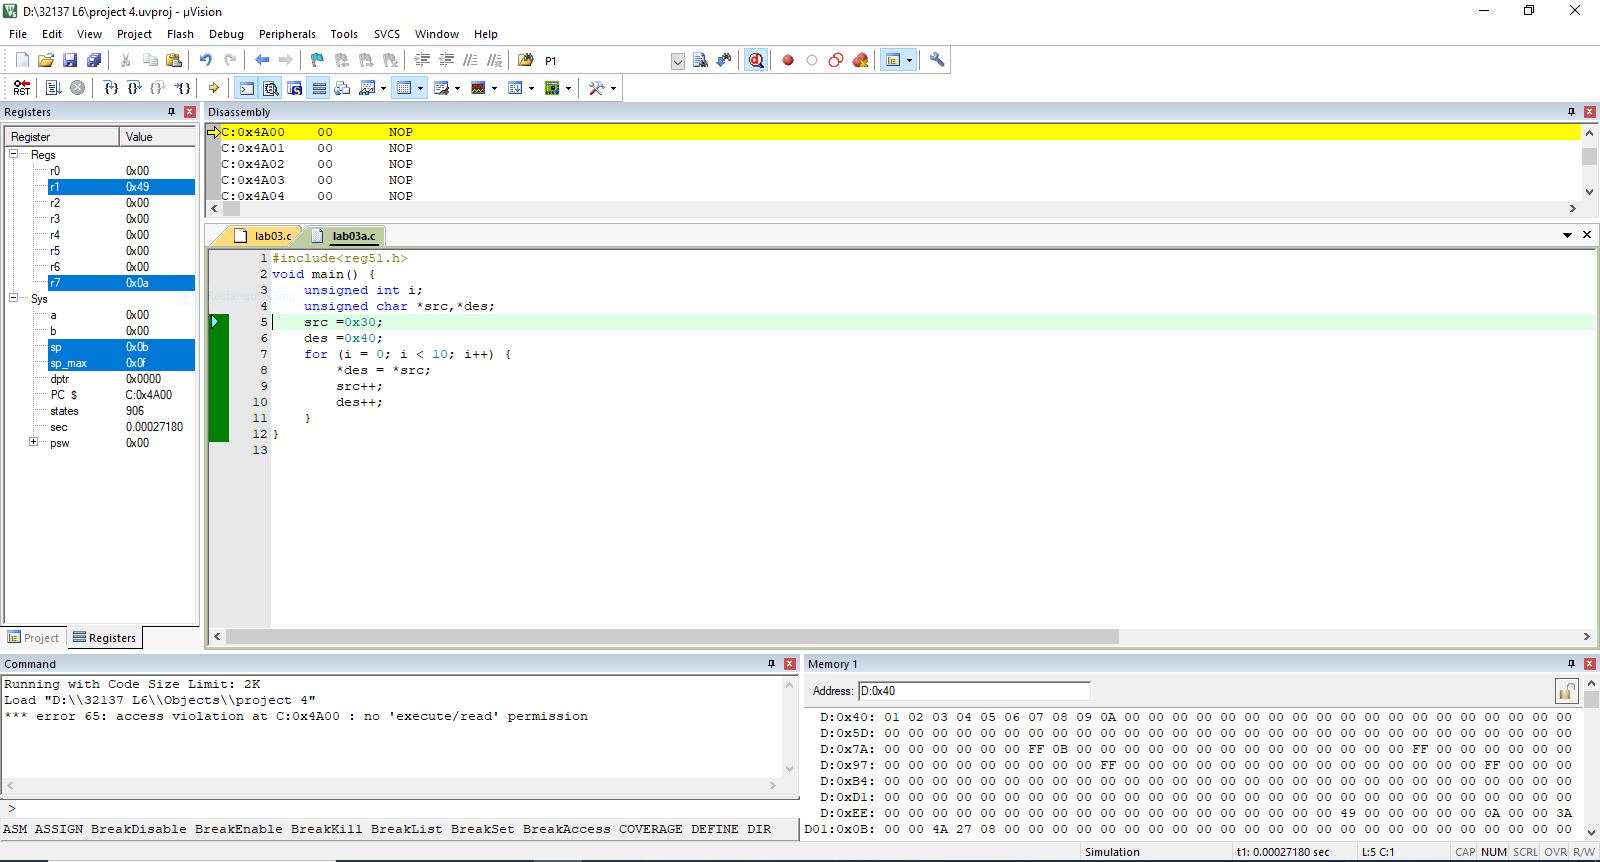 D:\32137 L6\project 4.uvproj - µVision
File Edit View Project Flash Debug Peripherals Tools SVCS Window Help
P1
RST
Registers
Register Value
Regs
r0 0x00
r1 0x49
r2 0x00
r3 0x00
r4 0x00
r5 0x00
r6 0x00
r7 0x0a
Sys
a 0x00
b 0x00
sp 0x0b
sp_max 0x0f
dptr 0x0000
PC $ C:0x4A00
states 906
sec 0.00027180
psw 0x00
Project Registers
Disassembly
C:0x4A00 00 NOP
C:0x4A01 00 NOP
C:0x4A02 00 NOP
C:0x4A03 00 NOP
C:0x4A04 00 NOP
lab03.c lab03a.c
1 #include<reg51.h>
2 void main() {
3 unsigned int i;
4 unsigned char *src,*des;
5 src =0x30;
6 des =0x40;
7 for (i = 0; i < 10; i++) {
8 *des = *src;
9 src++;
10 des++;
11 }
12 }
13
Command
Running with Code Size Limit: 2K
Load "D:\\32137 L6\\Objects\\project 4"
*** error 65: access violation at C:0x4A00 : no 'execute/read' permission
>
ASM ASSIGN BreakDisable BreakEnable BreakKill BreakList BreakSet BreakAccess COVERAGE DEFINE DIR
Memory 1
Address: D:0x40
D:0x40: 01 02 03 04 05 06 07 08 09 0A 00 00 00 00 00 00 00 00 00 00 00 00 00 00 00 00 00 00 00
D:0x5D: 00 00 00 00 00 00 00 00 00 00 00 00 00 00 00 00 00 00 00 00 00 00 00 00 00 00 00 00 00
D:0x7A: 00 00 00 00 00 00 FF 0B 00 00 00 00 00 00 00 00 00 00 00 00 00 00 FF 00 00 00 00 00 00
D:0x97: 00 00 00 00 00 00 00 00 00 FF 00 00 00 00 00 00 00 00 00 00 00 00 00 00 00 FF 00 00 00
D:0xB4: 00 00 00 00 00 00 00 00 00 00 00 00 00 00 00 00 00 00 00 00 00 00 00 00 00 00 00 00 00
D:0xD1: 00 00 00 00 00 00 00 00 00 00 00 00 00 00 00 00 00 00 00 00 00 00 00 00 00 00 00 00 00
D:0xEE: 00 00 00 00 00 00 00 00 00 00 00 00 00 00 00 00 00 00 00 49 00 00 00 00 00 0A 00 00 3A
D01:0x0B: 00 00 4A 27 08 00 00 00 00 00 00 00 00 00 00 00 00 00 00 00 00 00 00 00 00 00 00 00 00
Simulation t1: 0.00027180 sec L:5 C:1 CAP NUM SCRL OVR R/W